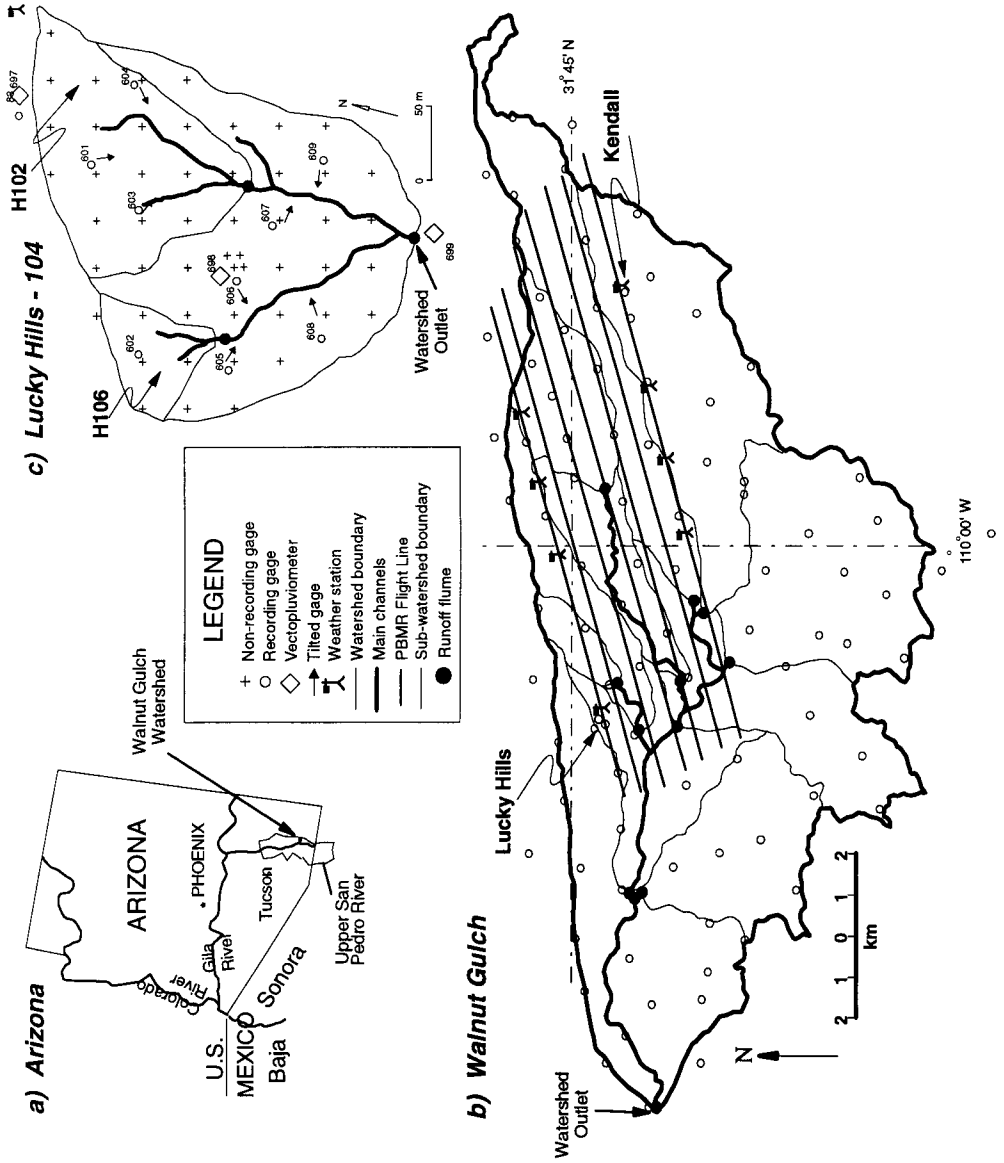 a) Arizona
U.S.
MEXICO
Baja
Colorado
River
Gila
River
Sonora
ARIZONA
PHOENIX
Tucson
Upper San
Pedro River
Walnut Gulch
Watershed
LEGEND
Non-recording gage
Recording gage
Vectopluviometer
Tilted gage
Weather station
Watershed boundary
Main channels
PBMR Flight Line
Sub-watershed boundary
Runoff flume
c) Lucky Hills - 104
H106
H102
602
605
606
698
603
601
604
697
607
608
609
699
Watershed
Outlet
0 50 m
N
b) Walnut Gulch
Watershed
Outlet
N
2 1 0 1 2
km
Lucky Hills
Kendall
31° 45' N
110° 00' W